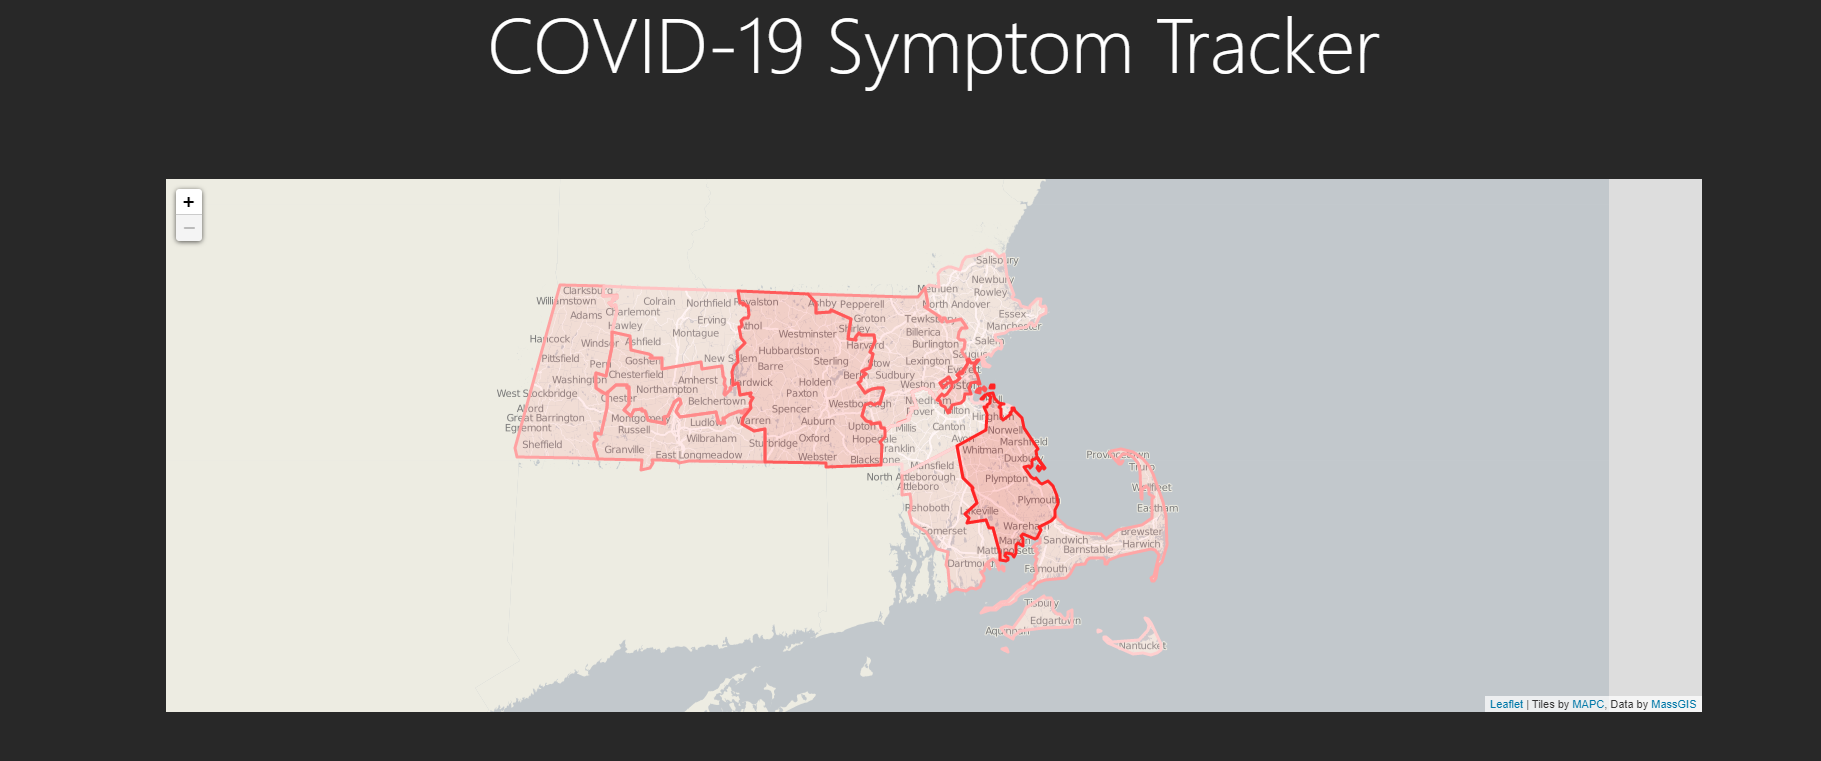 COVID-19 Symptom Tracker
+
−
Salisbury
Newbury
Rowley
Methuen
North Andover
Essex
Manchester
Clarksburg
Williamstown
Colrain
Northfield
Royalston
Ashby
Pepperell
Adams
Charlemont
Hawley
Erving
Montague
Athol
Westminster
Groton
Shirley
Tewksbury
Billerica
Burlington
Salem
Saugus
Hancock
Windsor
Ashfield
Hubbardston
Harvard
Pittsfield
Peru
Goshen
New Salem
Barre
Sterling
Stow
Lexington
Everett
Washington
Chesterfield
Amherst
Hardwick
Holden
Berlin
Sudbury
Weston
Boston
West Stockbridge
Chester
Northampton
Belchertown
Paxton
Westborough
Needham
Dover
Milton
Hull
Alford
Great Barrington
Egremont
Montgomery
Russell
Ludlow
Warren
Spencer
Auburn
Upton
Millis
Canton
Hingham
Norwell
Sheffield
Granville
Wilbraham
East Longmeadow
Sturbridge
Oxford
Webster
Hopedale
Blackstone
Franklin
Avon
Whitman
Marshfield
Duxbury
Mansfield
North Attleborough
Attleboro
Plympton
Plymouth
Provincetown
Truro
Wellfleet
Eastham
Rehoboth
Lakeville
Somerset
Wareham
Marion
Mattapoisett
Sandwich
Barnstable
Brewster
Harwich
Dartmouth
Falmouth
Tisbury
Edgartown
Aquinnah
Nantucket
Leaflet | Tiles by MAPC, Data by MassGIS